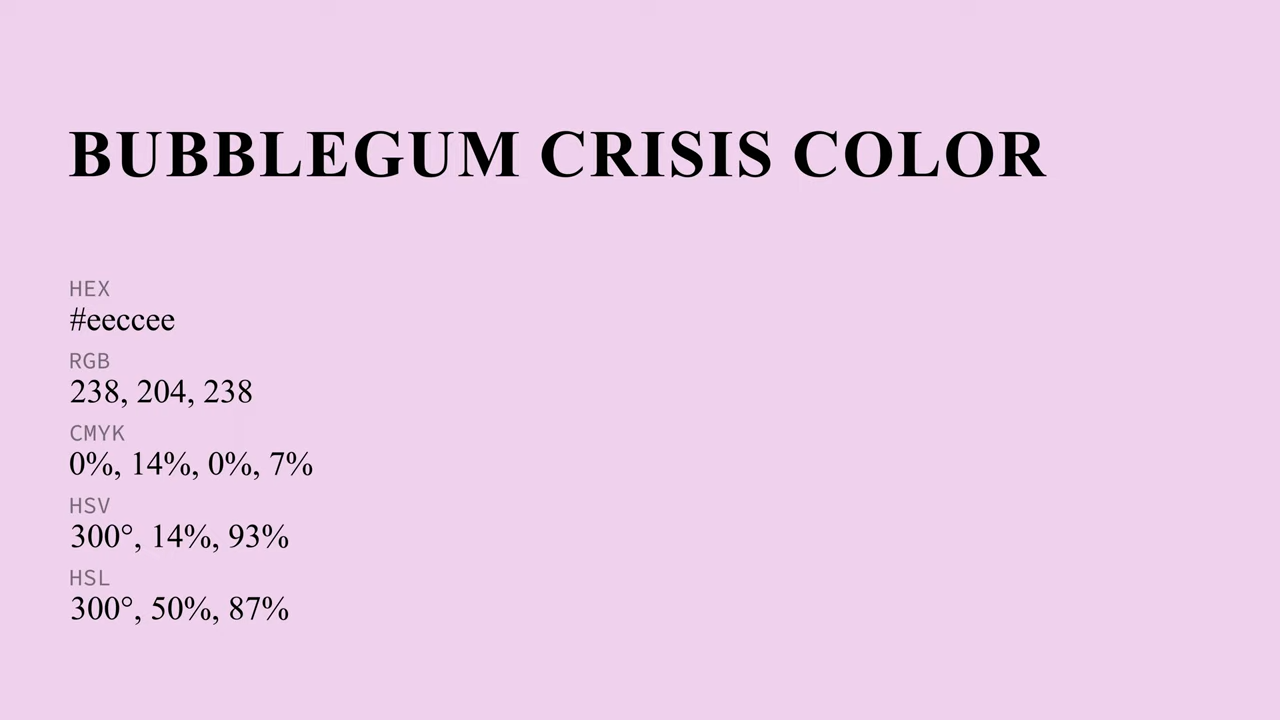 BUBBLEGUM CRISIS COLOR
HEX
#eeccee
RGB
238, 204, 238
CMYK
0%, 14%, 0%, 7%
HSV
300°, 14%, 93%
HSL
300°, 50%, 87%